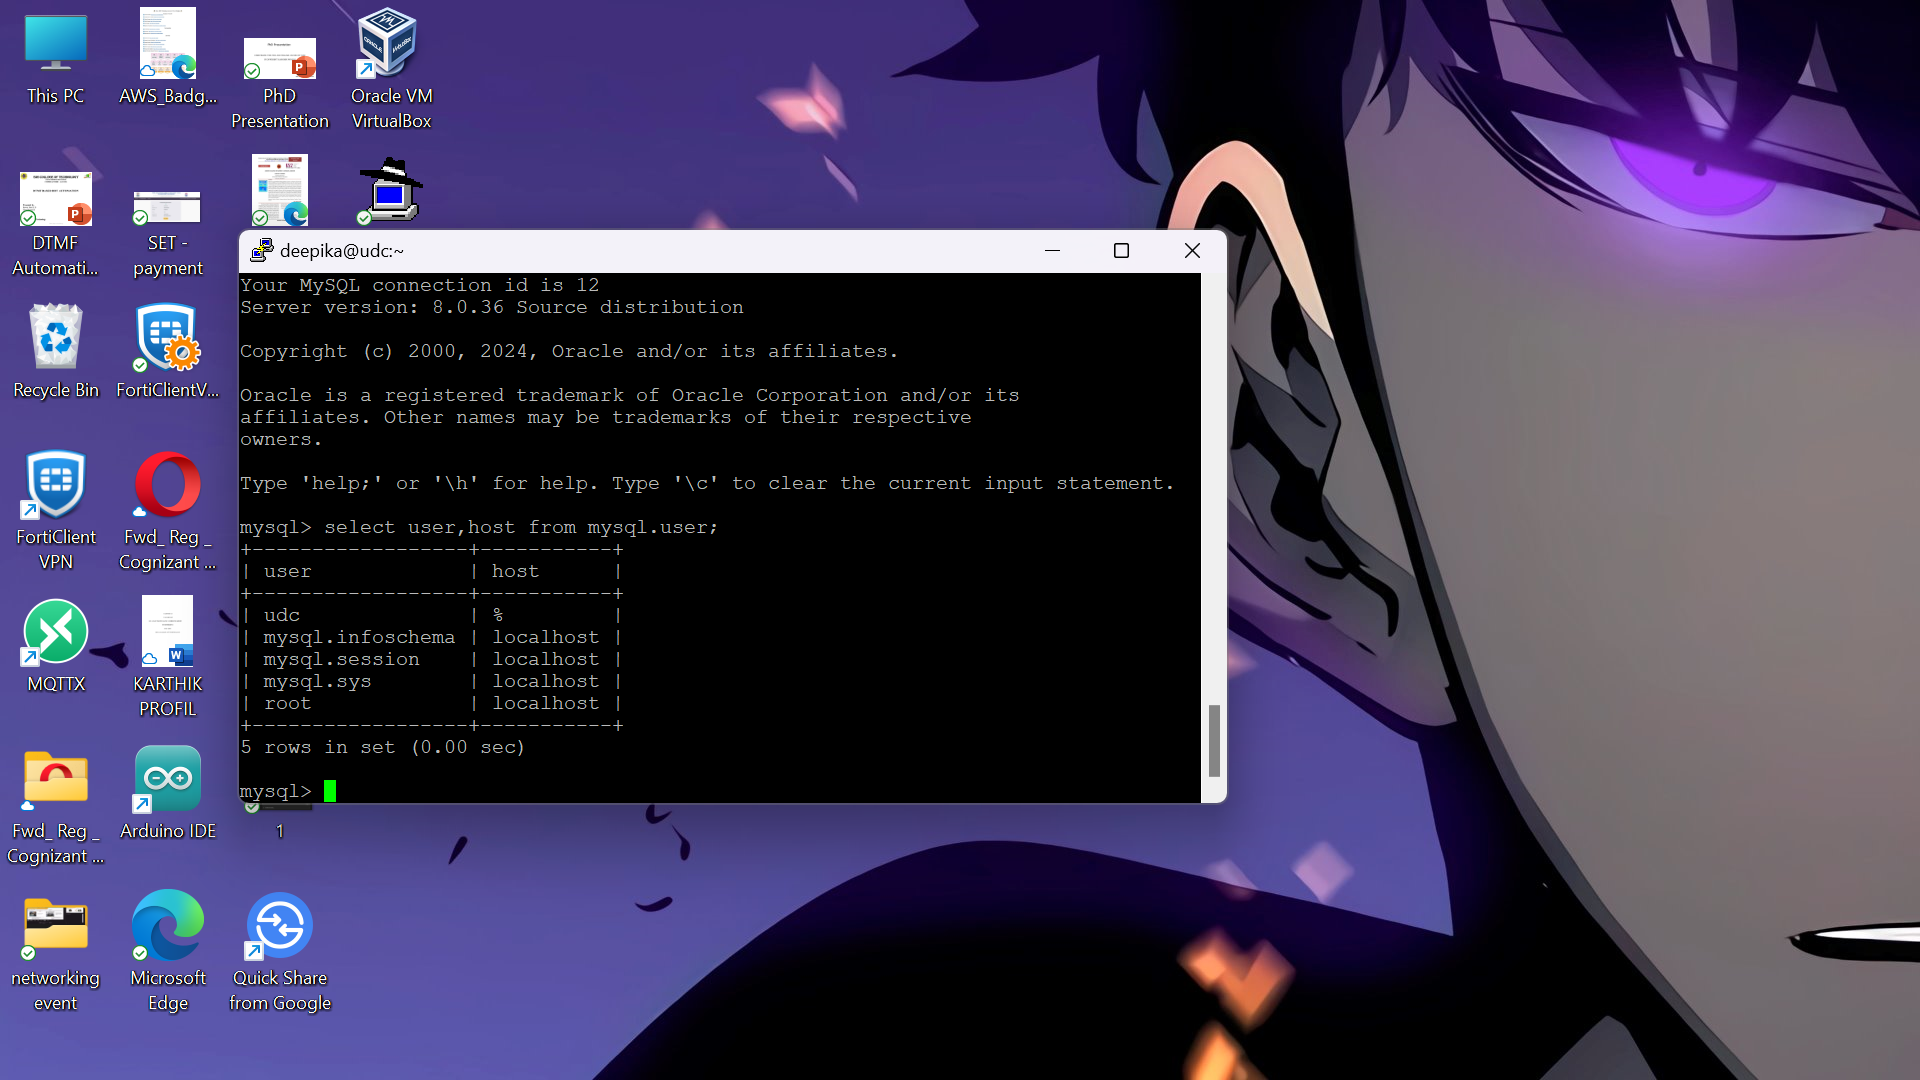 This PC
AWS_Badg...
PhD
Presentation
Oracle VM
VirtualBox
DTMF
Automati...
SET -
payment
Recycle Bin
FortiClientV...
FortiClient
VPN
Fwd_ Reg _
Cognizant ...
MQTTX
KARTHIK
PROFIL
Fwd_ Reg _
Cognizant ...
Arduino IDE
1
networking
event
Microsoft
Edge
Quick Share
from Google
deepika@udc:~
Your MySQL connection id is 12
Server version: 8.0.36 Source distribution
Copyright (c) 2000, 2024, Oracle and/or its affiliates.
Oracle is a registered trademark of Oracle Corporation and/or its
affiliates. Other names may be trademarks of their respective
owners.
Type 'help;' or '\h' for help. Type '\c' to clear the current input statement.
mysql> select user,host from mysql.user;
+------------------+-----------+
| user             | host      |
+------------------+-----------+
| udc              | %         |
| mysql.infoschema | localhost |
| mysql.session    | localhost |
| mysql.sys        | localhost |
| root             | localhost |
+------------------+-----------+
5 rows in set (0.00 sec)
mysql>